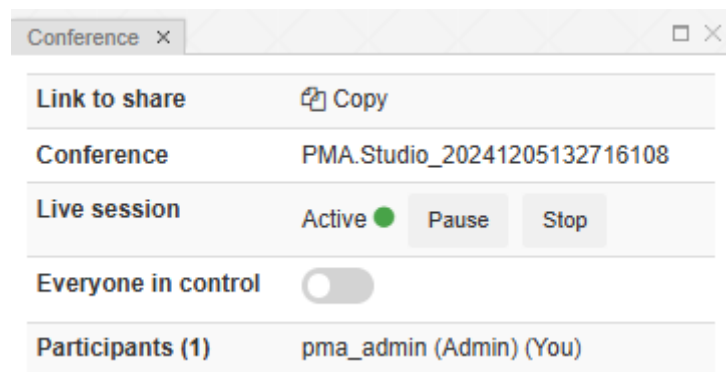 Conference
Link to share Copy
Conference PMA.Studio_20241205132716108
Live session Active Pause Stop
Everyone in control
Participants (1) pma_admin (Admin) (You)